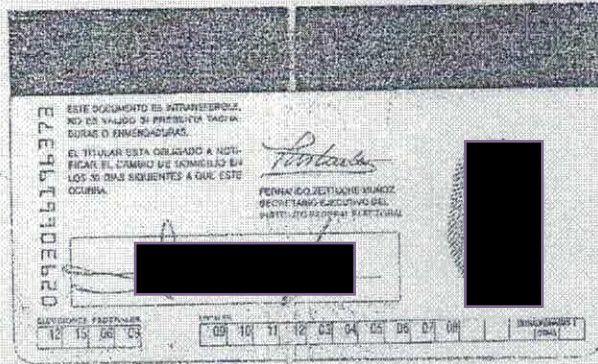 ESTE DOCUMENTO ES INTRANSFERIBLE,
NO ES VALIDO SI PRESENTA TACHA-
DURAS O ENMENDADURAS.
EL TITULAR ESTA OBLIGADO A NOTI-
FICAR EL CAMBIO DE DOMICILIO EN
LOS 30 DIAS SIGUIENTES A QUE ESTE
OCURRA.
FERNANDO ZERTUCHE MUÑOZ
SECRETARIO EJECUTIVO DEL
INSTITUTO FEDERAL ELECTORAL
0293066196373
ELECCIONES FEDERALES
12 15 06 09
LOCALES
09 10 11 12 03 04 05 06 07 08